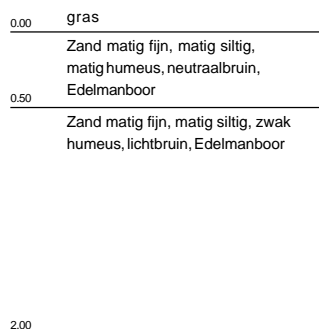 0.00 gras
Zand matig fijn, matig siltig,
matig humeus, neutraalbruin,
Edelmanboor
0.50
Zand matig fijn, matig siltig, zwak
humeus, lichtbruin, Edelmanboor
2.00